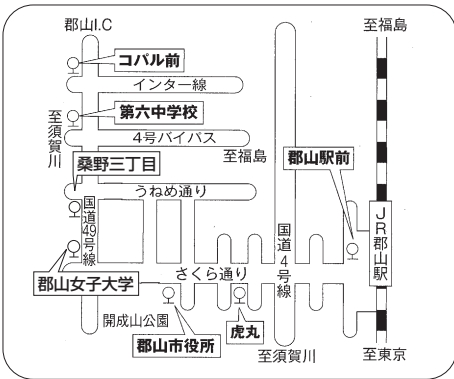 郡山I.C
至福島
コパル前
インター線
第六中学校
至須賀川
4号バイパス
至福島
郡山駅前
桑野三丁目
うねめ通り
国道49号線
国道4号線
JR郡山駅
さくら通り
郡山女子大学
開成山公園
虎丸
郡山市役所
至須賀川
至東京